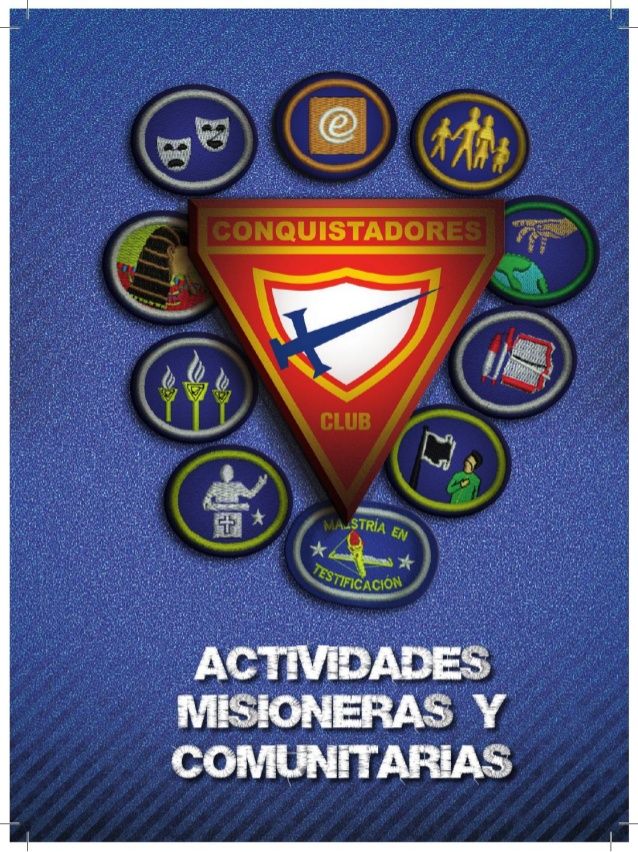 e
CONQUISTADORES
CLUB
MAESTRÍA EN
TESTIFICACIÓN
ACTIVIDADES
MISIONERAS Y
COMUNITARIAS